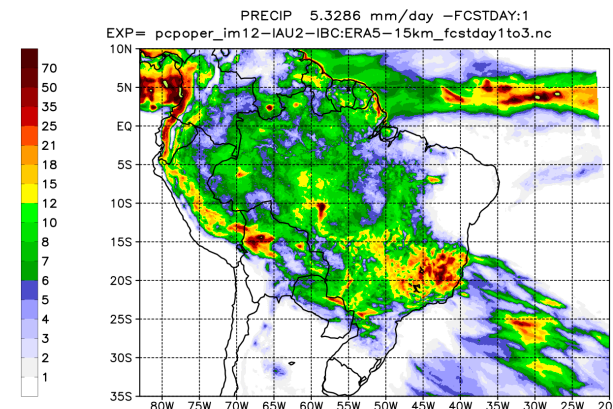 PRECIP 5.3286 mm/day −FCSTDAY:1
EXP= pcpoper_im12−IAU2−IBC:ERA5−15km_fcstday1to3.nc
70
50
35
25
21
18
15
12
10
8
7
6
5
4
3
2
1
10N
5N
EQ
5S
10S
15S
20S
25S
30S
35S
80W 75W 70W 65W 60W 55W 50W 45W 40W 35W 30W 25W 20